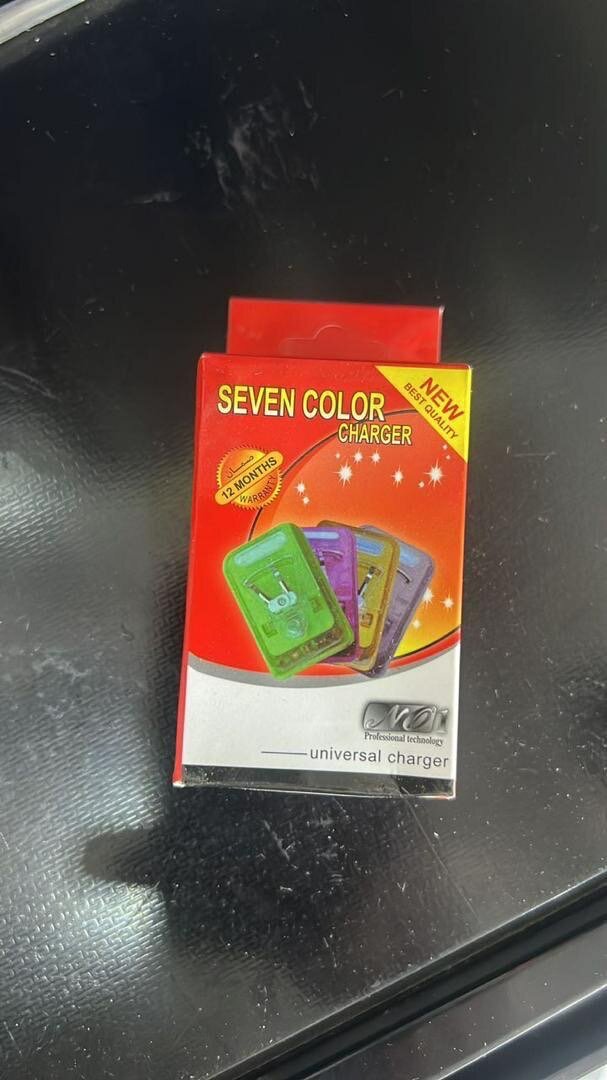 SEVEN COLOR
CHARGER
NEW
BEST QUALITY
ضمان
12 MONTHS
WARRANTY
Professional technology
universal charger